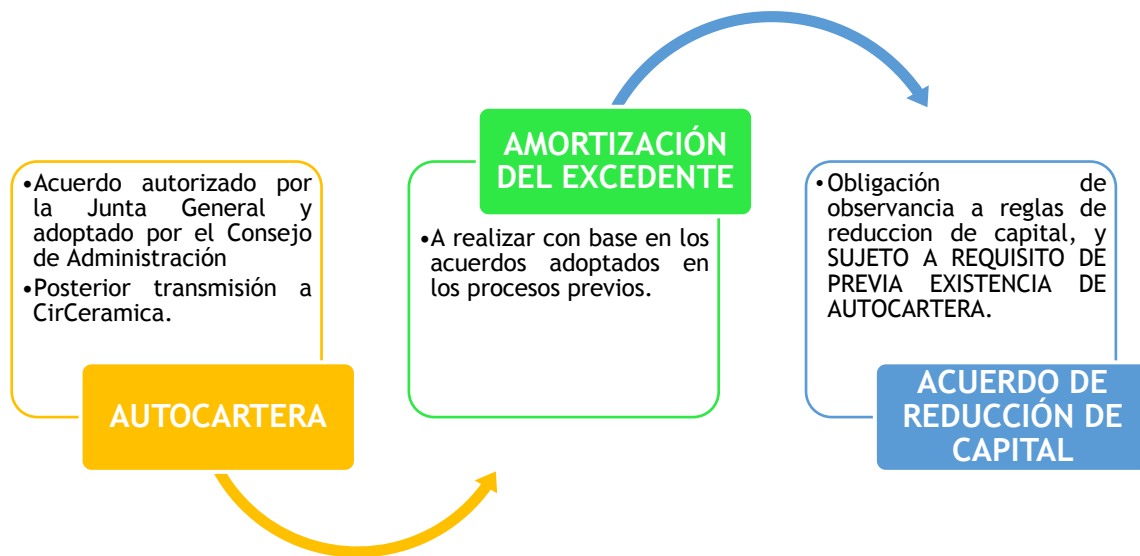 •Acuerdo autorizado por
la Junta General y
adoptado por el Consejo
de Administración
•Posterior transmisión a
CirCeramica.
AUTOCARTERA
AMORTIZACIÓN
DEL EXCEDENTE
•A realizar con base en los
acuerdos adoptados en
los procesos previos.
•Obligación de
observancia a reglas de
reduccion de capital, y
SUJETO A REQUISITO DE
PREVIA EXISTENCIA DE
AUTOCARTERA.
ACUERDO DE
REDUCCIÓN DE
CAPITAL